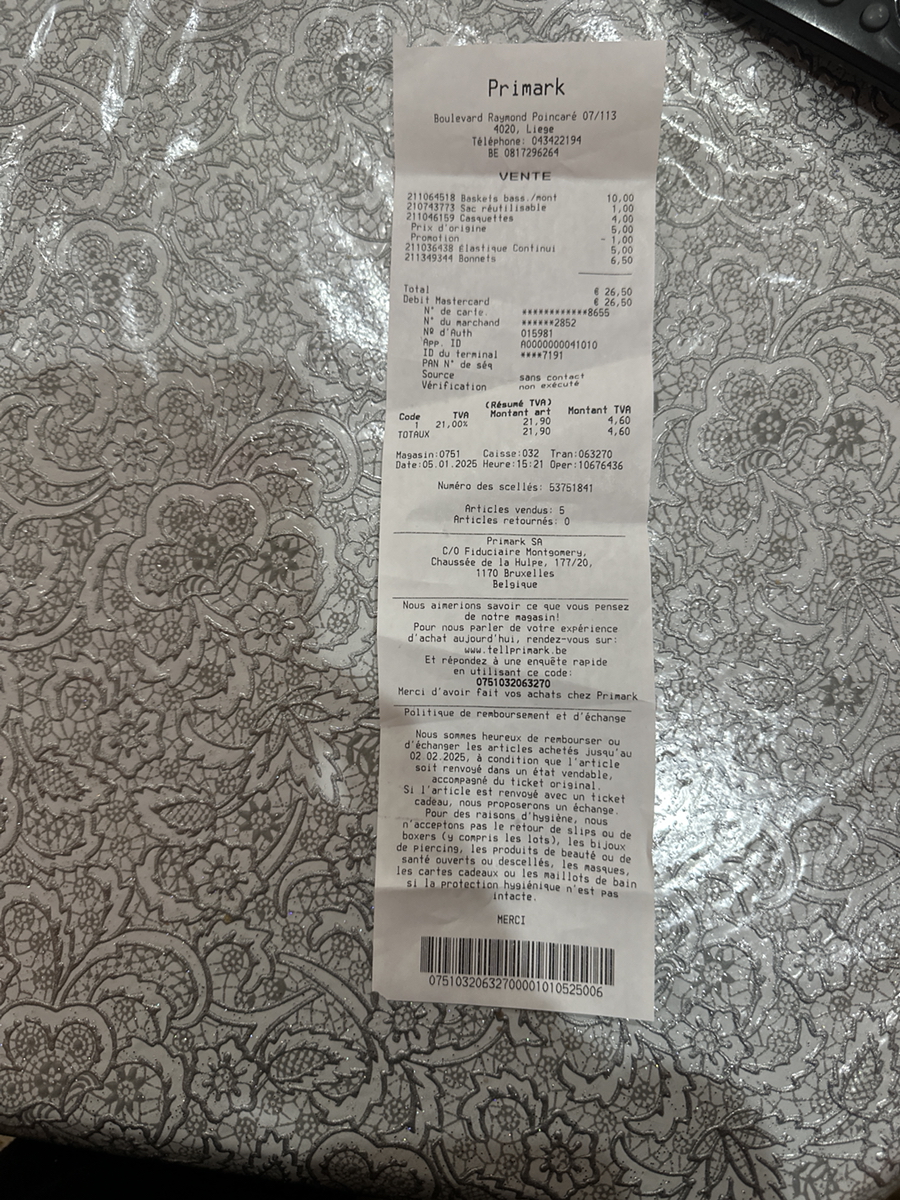 Primark
Boulevard Raymond Poincaré 07/113
4020, Liege
Téléphone: 043422194
BE 0817296264
VENTE
211064518 Baskets bass./mont 10,00
210743773 Sac réutilisable 1,00
211046159 Casquettes 4,00
Prix d'origine 5,00
Promotion - 1,00
211036438 Elastique Continui 5,00
211349344 Bonnets 6,50
Total € 26,50
Debit Mastercard € 26,50
N° de carte. ************8655
N° du marchand ******2852
Nº d'Auth 015981
App. ID A0000000041010
ID du terminal ****7191
PAN N° de séq
Source sans contact
Vérification non exécuté
(Résumé TVA)
Code TVA Montant art Montant TVA
1 21,00% 21,90 4,60
TOTAUX 21,90 4,60
Magasin:0751 Caisse:032 Tran:063270
Date:05.01.2025 Heure:15:21 Oper:10676436
Numéro des scellés: 53751841
Articles vendus: 5
Articles retournés: 0
Primark SA
C/O Fiduciaire Montgomery,
Chaussée de la Hulpe, 177/20,
1170 Bruxelles
Belgique
Nous aimerions savoir ce que vous pensez
de notre magasin!
Pour nous parler de votre expérience
d'achat aujourd'hui, rendez-vous sur:
www.tellprimark.be
Et répondez à une enquête rapide
en utilisant ce code:
0751032063270
Merci d'avoir fait vos achats chez Primark
Politique de remboursement et d'échange
Nous sommes heureux de rembourser ou
d'échanger les articles achetés jusqu'au
02.02.2025, à condition que l'article
soit renvoyé dans un état vendable,
accompagné du ticket original.
Si l'article est renvoyé avec un ticket
cadeau, nous proposerons un échange.
Pour des raisons d'hygiène, nous
n'acceptons pas le retour de slips ou de
boxers (y compris les lots), les bijoux
de piercing, les produits de beauté ou de
santé ouverts ou descellés, les masques,
les cartes cadeaux ou les maillots de bain
si la protection hygiénique n'est pas
intacte.
MERCI
07510320632700001010525006